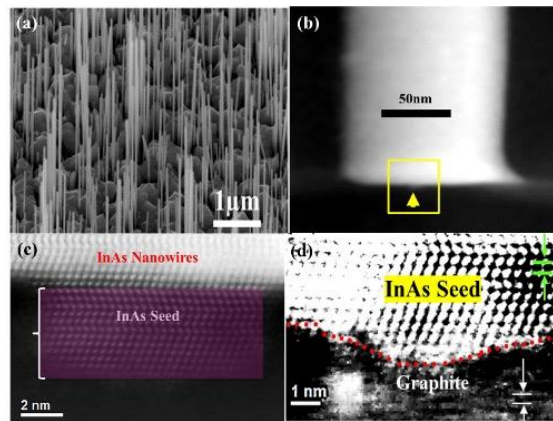 (a)
1μm
(b)
50nm
(c)
InAs Nanowires
InAs Seed
2 nm
(d)
InAs Seed
Graphite
1 nm